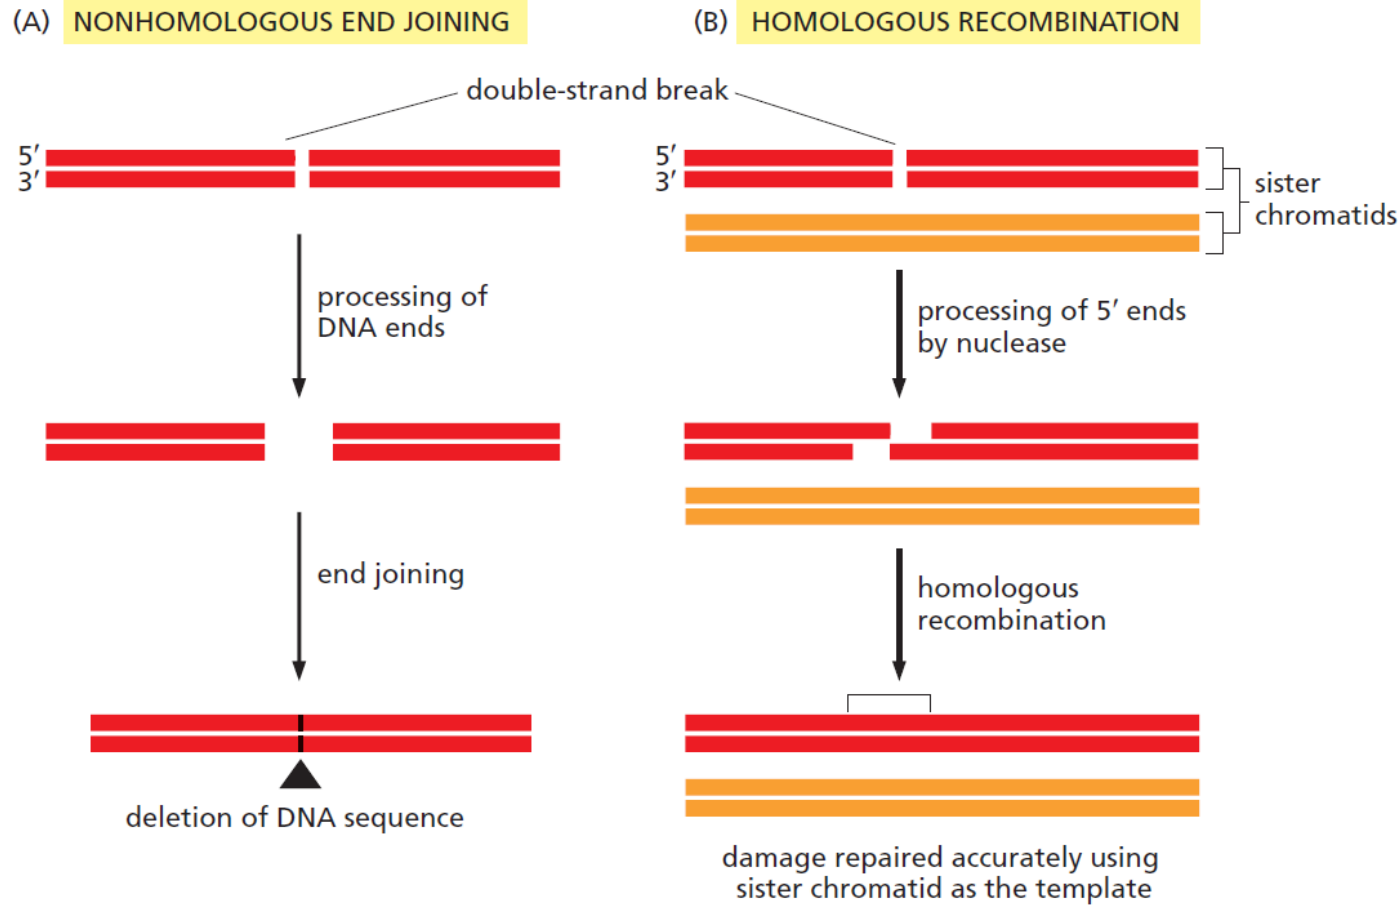 (A) NONHOMOLOGOUS END JOINING
(B) HOMOLOGOUS RECOMBINATION
double-strand break
5′
3′
5′
3′
sister
chromatids
processing of
DNA ends
processing of 5′ ends
by nuclease
end joining
homologous
recombination
deletion of DNA sequence
damage repaired accurately using
sister chromatid as the template